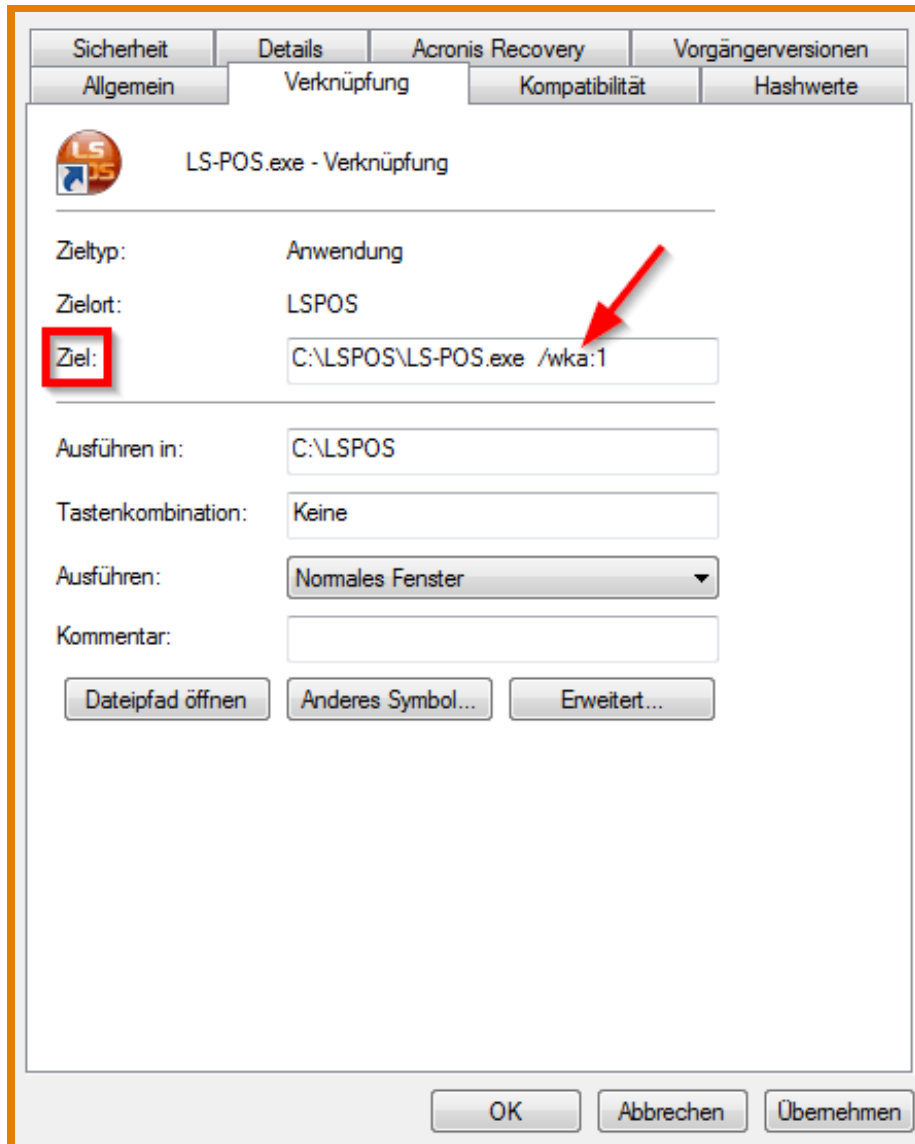 Sicherheit Details Acronis Recovery Vorgängerversionen
Allgemein Verknüpfung Kompatibilität Hashwerte
LS
POS
LS-POS.exe - Verknüpfung
Zieltyp: Anwendung
Zielort: LSPOS
Ziel: C:\LSPOS\LS-POS.exe  /wka:1
Ausführen in: C:\LSPOS
Tastenkombination: Keine
Ausführen: Normales Fenster
Kommentar:
Dateipfad öffnen Anderes Symbol... Erweitert...
OK Abbrechen Übernehmen